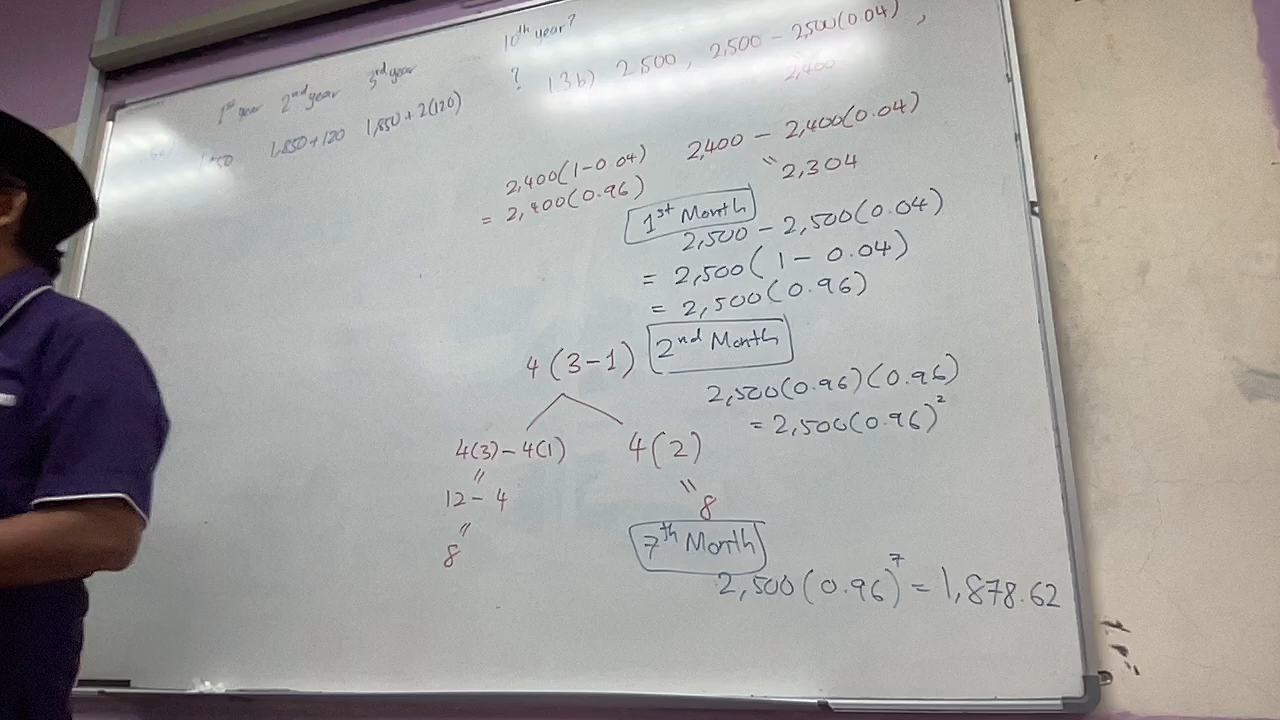 10th year?
1st year 2nd year 3rd year
1,850+120 1,850+2(120) ?
13b) 2500, 2,500 - 2500(0.04),
2,400
2,400(1-0.04)
= 2,400(0.96)
2,400 - 2,400(0.04)
" 2,304
1st Month
2,500 - 2,500(0.04)
= 2,500(1 - 0.04)
= 2,500(0.96)
4(3-1)
2nd Month
2,500(0.96)(0.96)
= 2,500(0.96)²
4(3)-4(1) 4(2)
" "
12-4 8
"
8
7th Month
2,500(0.96)⁷ = 1,878.62